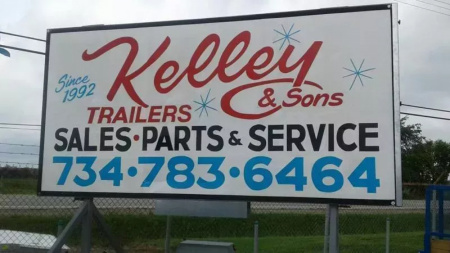 Since
1992
Kelley
& Sons
TRAILERS
SALES • PARTS & SERVICE
734•783•6464